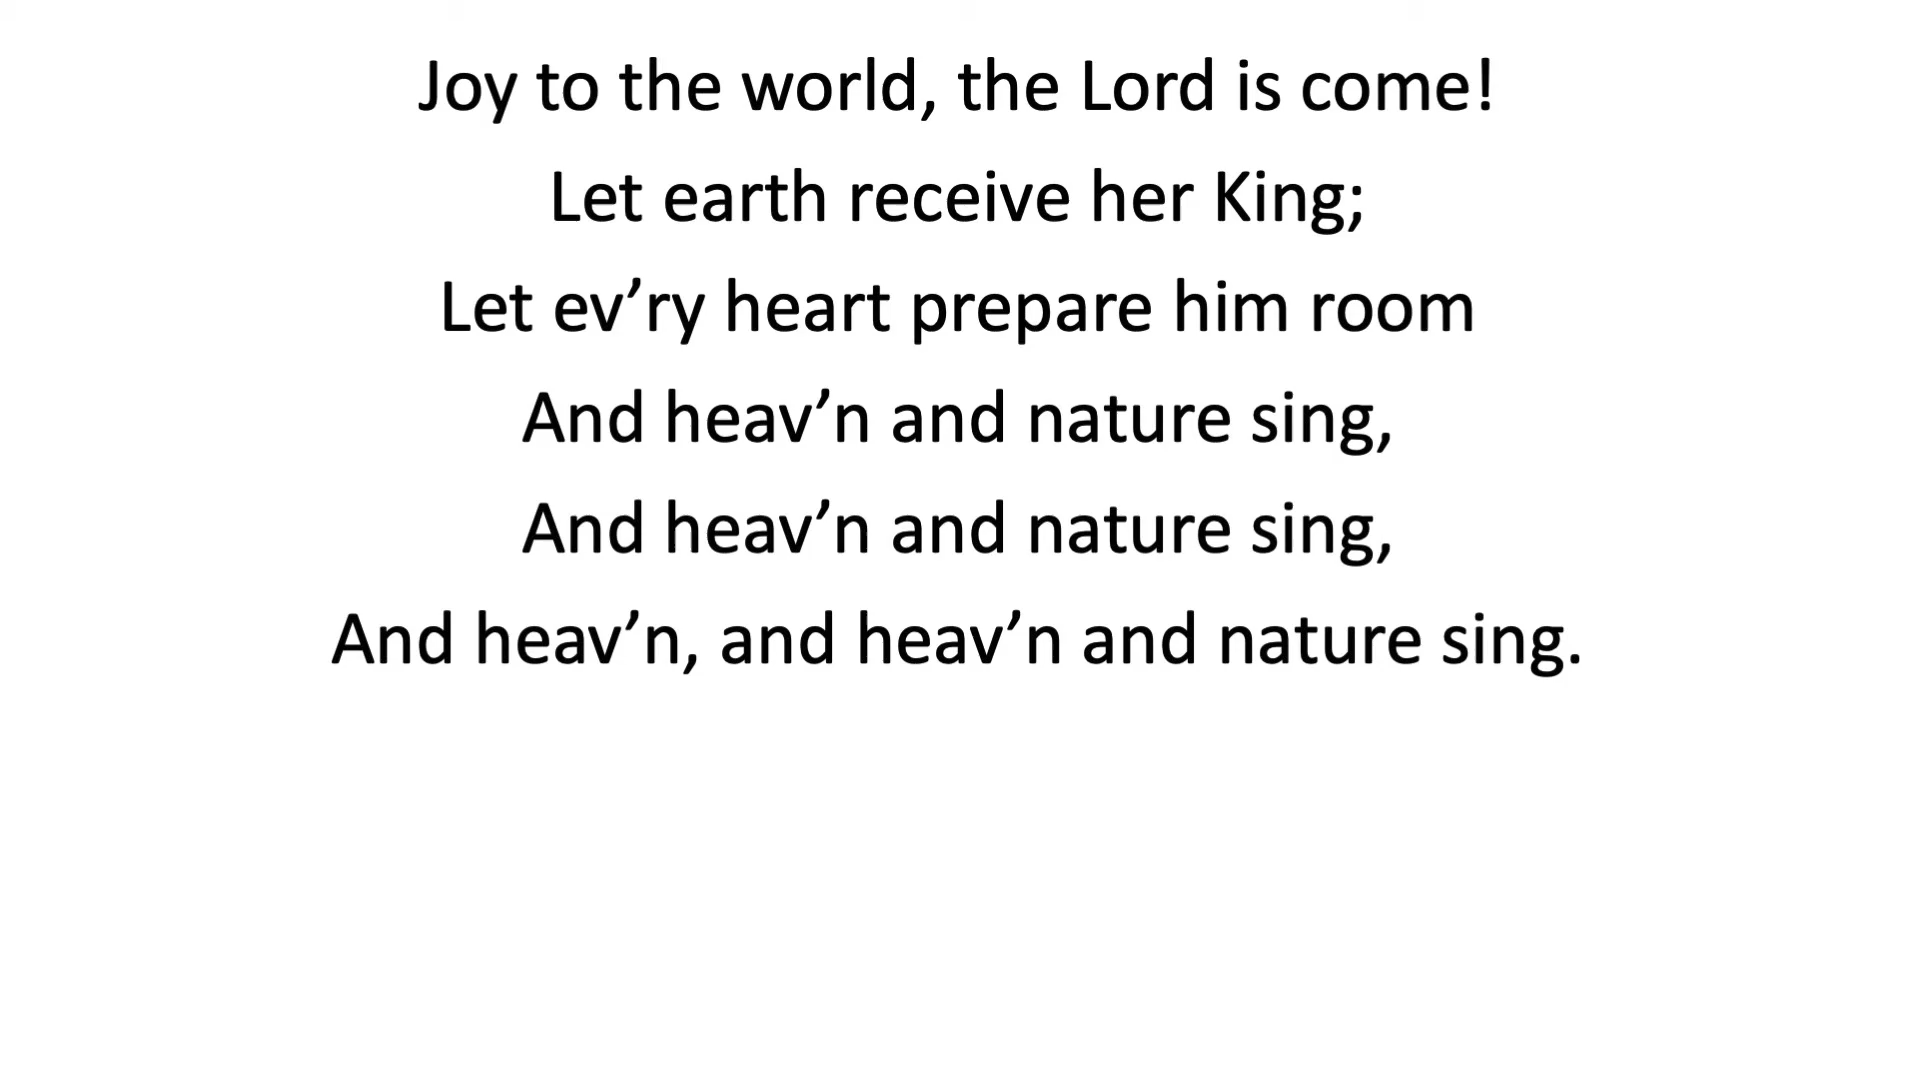 Joy to the world, the Lord is come!
Let earth receive her King;
Let ev’ry heart prepare him room
And heav’n and nature sing,
And heav’n and nature sing,
And heav’n, and heav’n and nature sing.